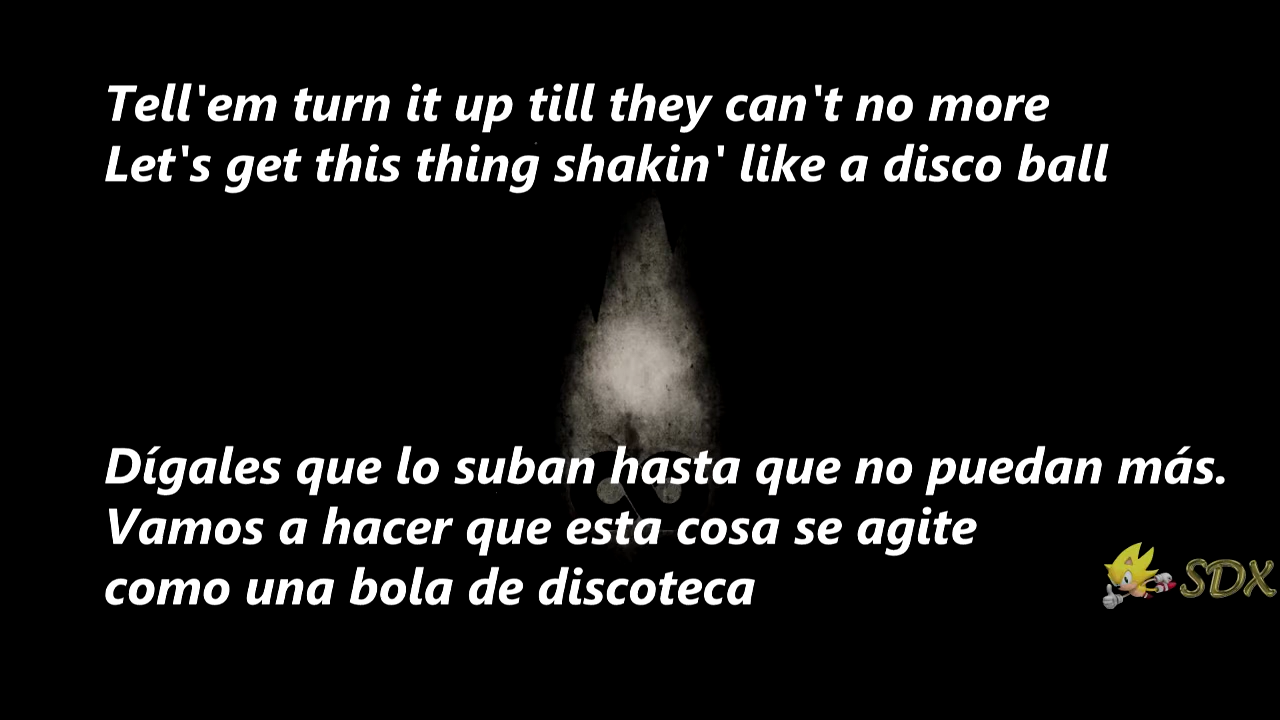 Tell'em turn it up till they can't no more
Let's get this thing shakin' like a disco ball
Dígales que lo suban hasta que no puedan más.
Vamos a hacer que esta cosa se agite
como una bola de discoteca
SDX